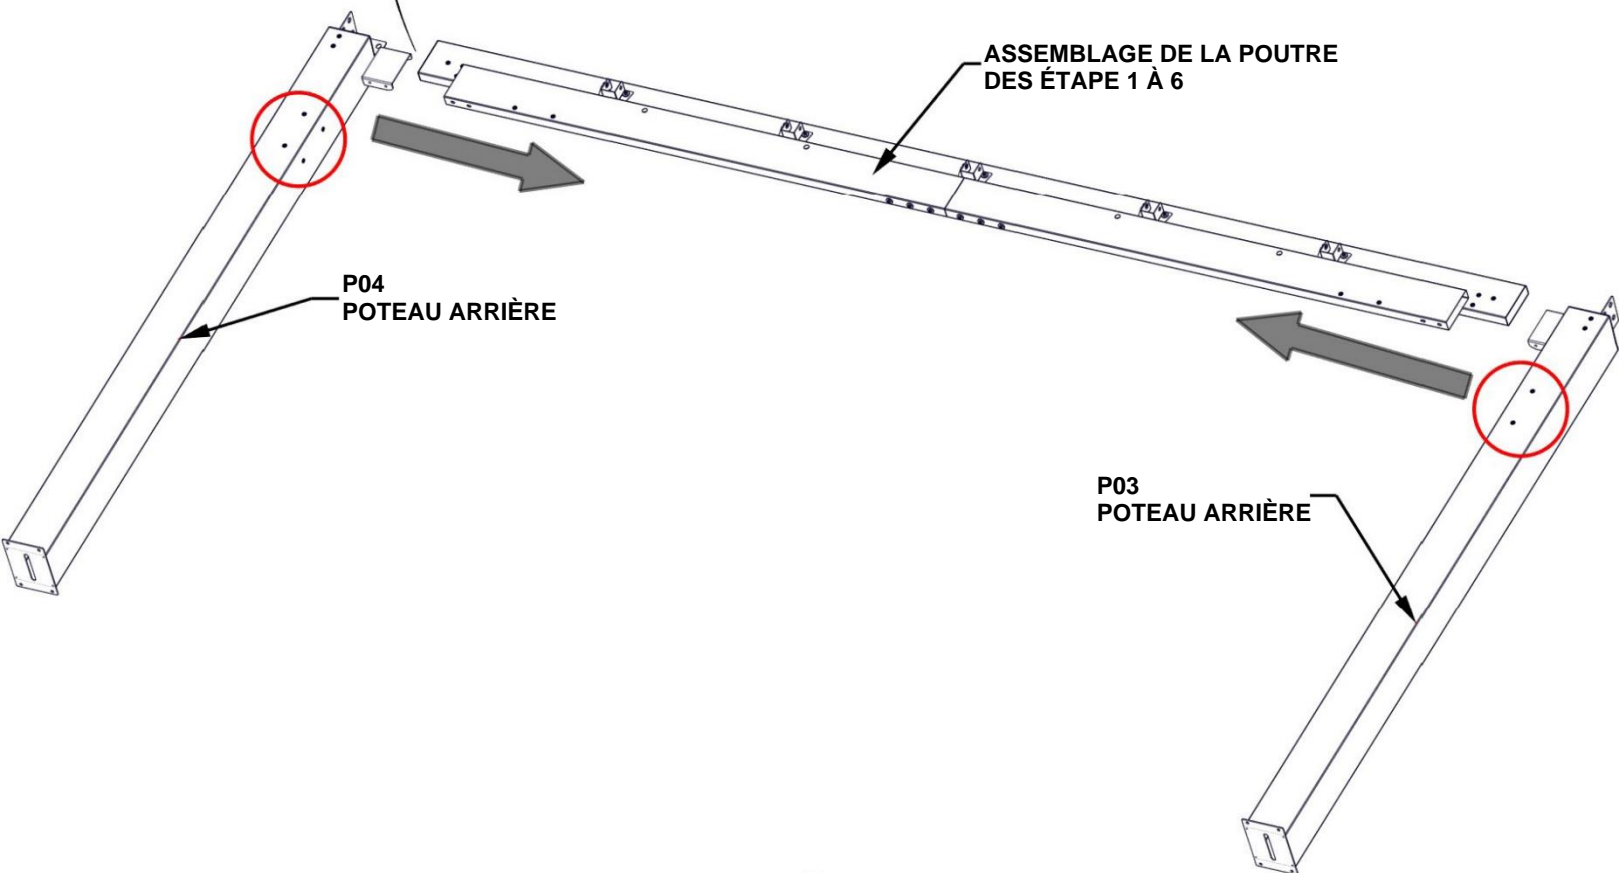 ASSEMBLAGE DE LA POUTRE
DES ÉTAPE 1 À 6
P04
POTEAU ARRIÈRE
P03
POTEAU ARRIÈRE